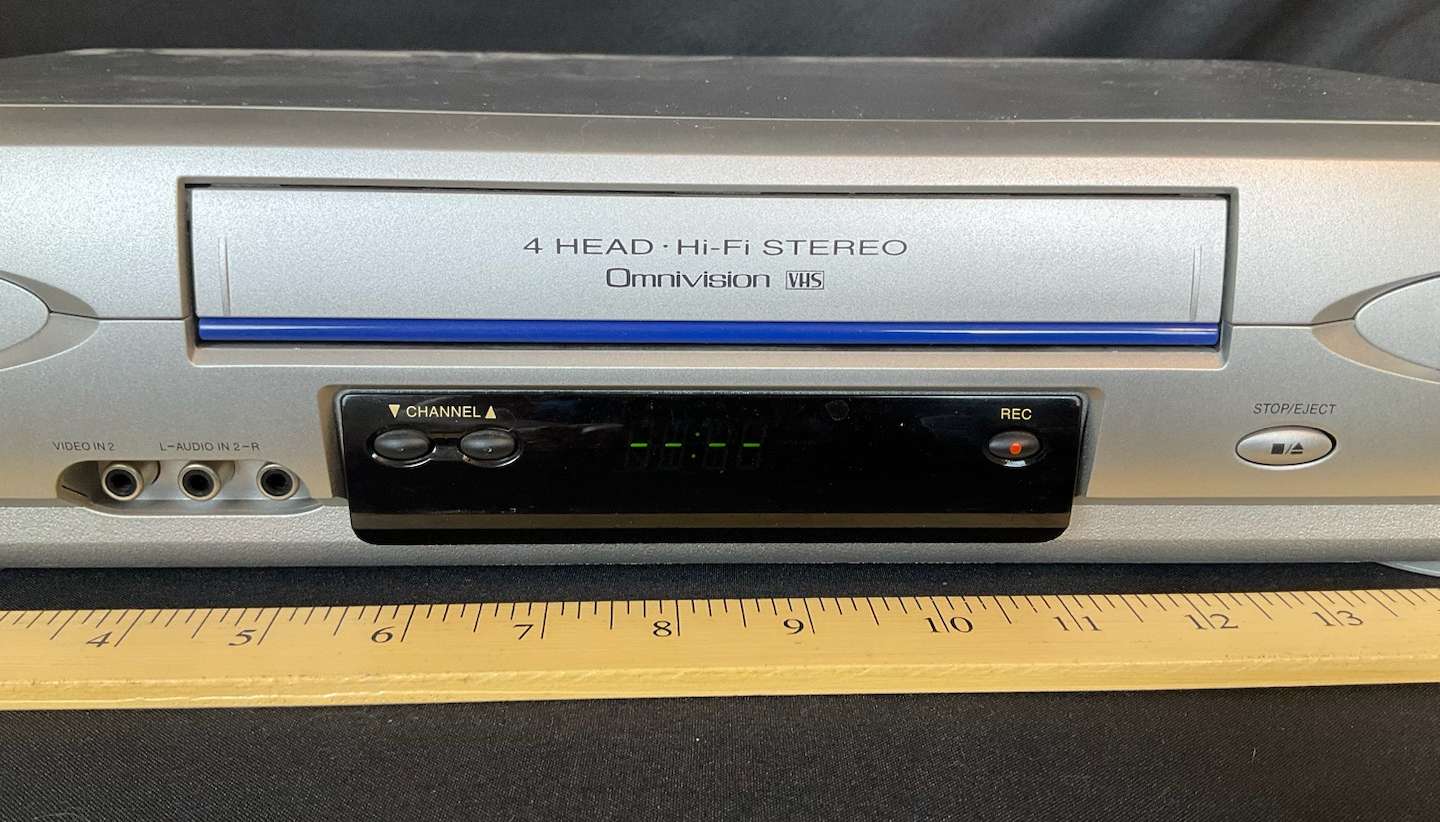 4 HEAD · Hi-Fi STEREO
Omnivision VHS
▼ CHANNEL ▲
REC
STOP/EJECT
■/▲
VIDEO IN 2
L-AUDIO IN 2-R
--:--
4 5 6 7 8 9 10 11 12 13